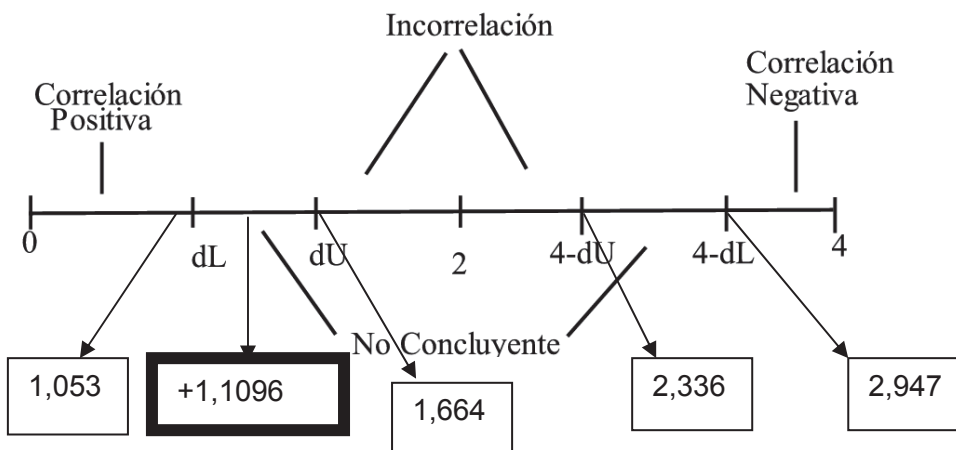 Incorrelación
Correlación
Positiva
Correlación
Negativa
0
dL
dU
2
4-dU
4-dL
4
No Concluyente
1,053
+1,1096
1,664
2,336
2,947